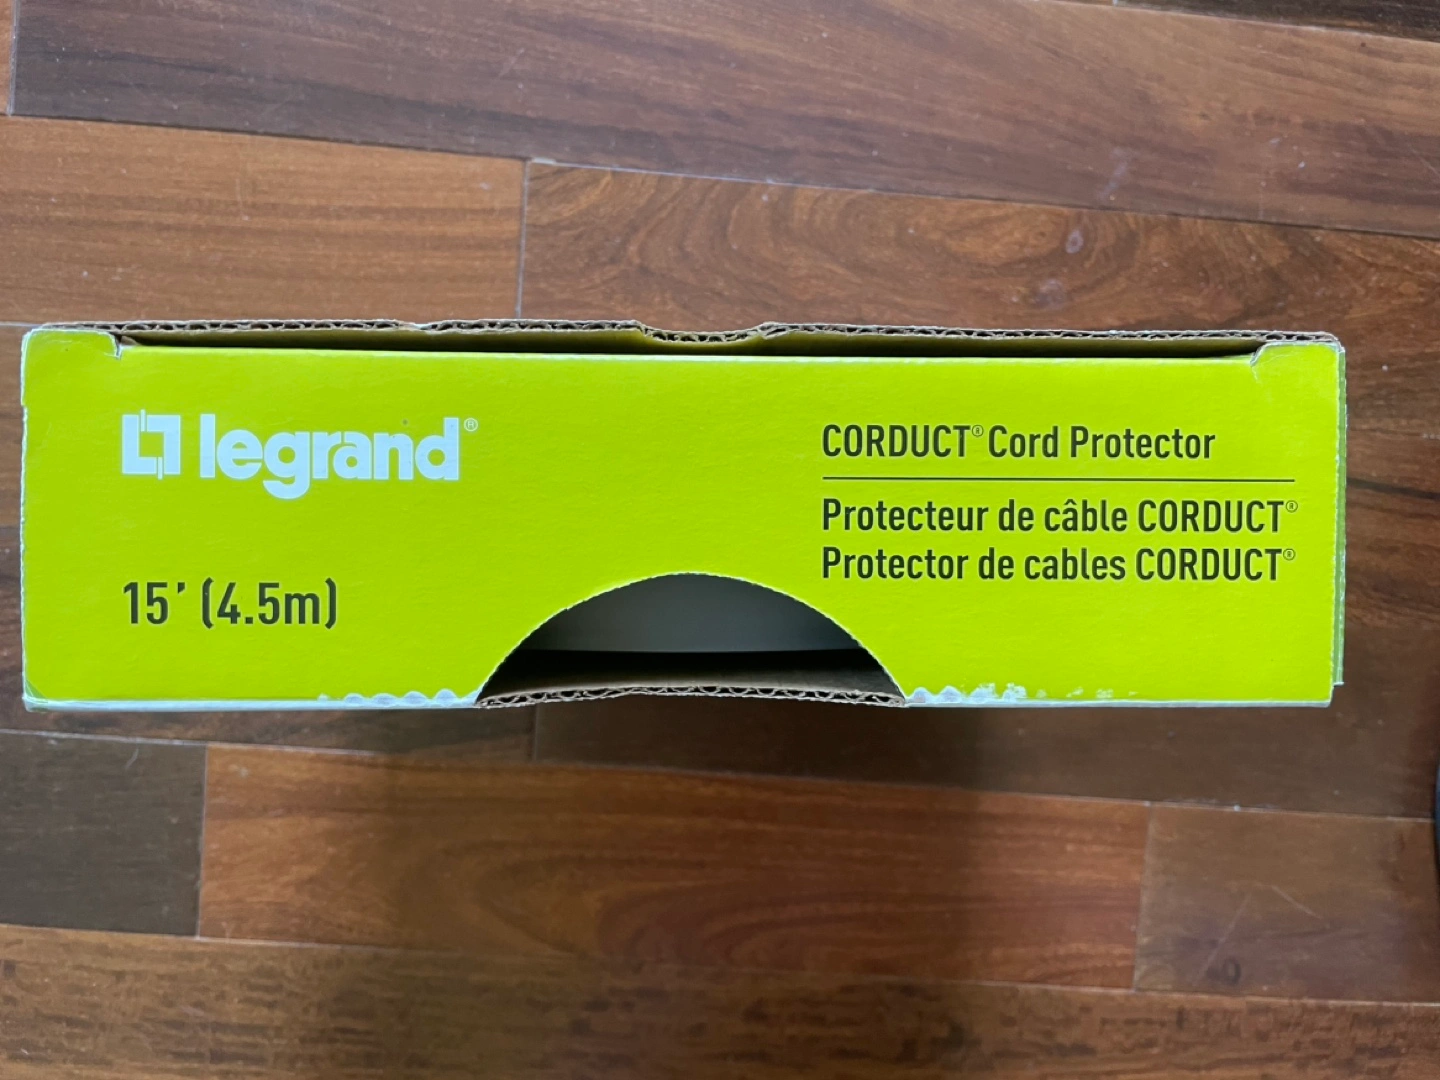 legrand®
15' (4.5m)
CORDUCT® Cord Protector
Protecteur de câble CORDUCT®
Protector de cables CORDUCT®